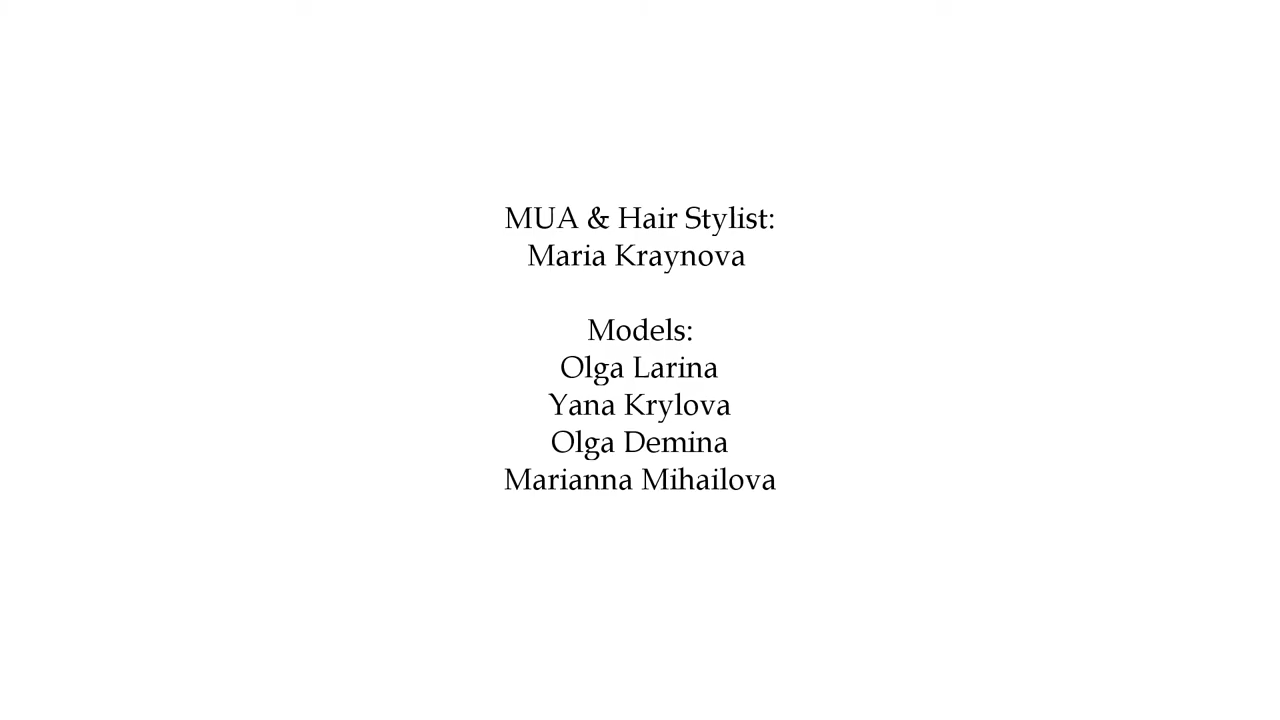 MUA & Hair Stylist:
Maria Kraynova
Models:
Olga Larina
Yana Krylova
Olga Demina
Marianna Mihailova